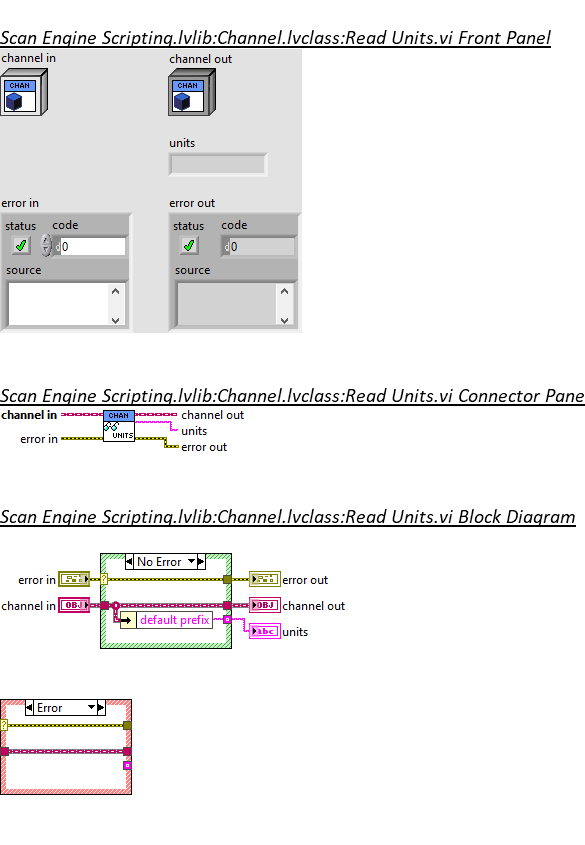 Scan Engine Scripting.lvlib:Channel.lvclass:Read Units.vi Front Panel
channel in channel out
CHAN CHAN
units
error in error out
status code status code
d0 d0
source source
Scan Engine Scripting.lvlib:Channel.lvclass:Read Units.vi Connector Pane
channel in CHAN channel out
units
error in UNITS error out
Scan Engine Scripting.lvlib:Channel.lvclass:Read Units.vi Block Diagram
No Error
error in ? error out
channel in OBJ OBJ channel out
default prefix
abc units
Error
?